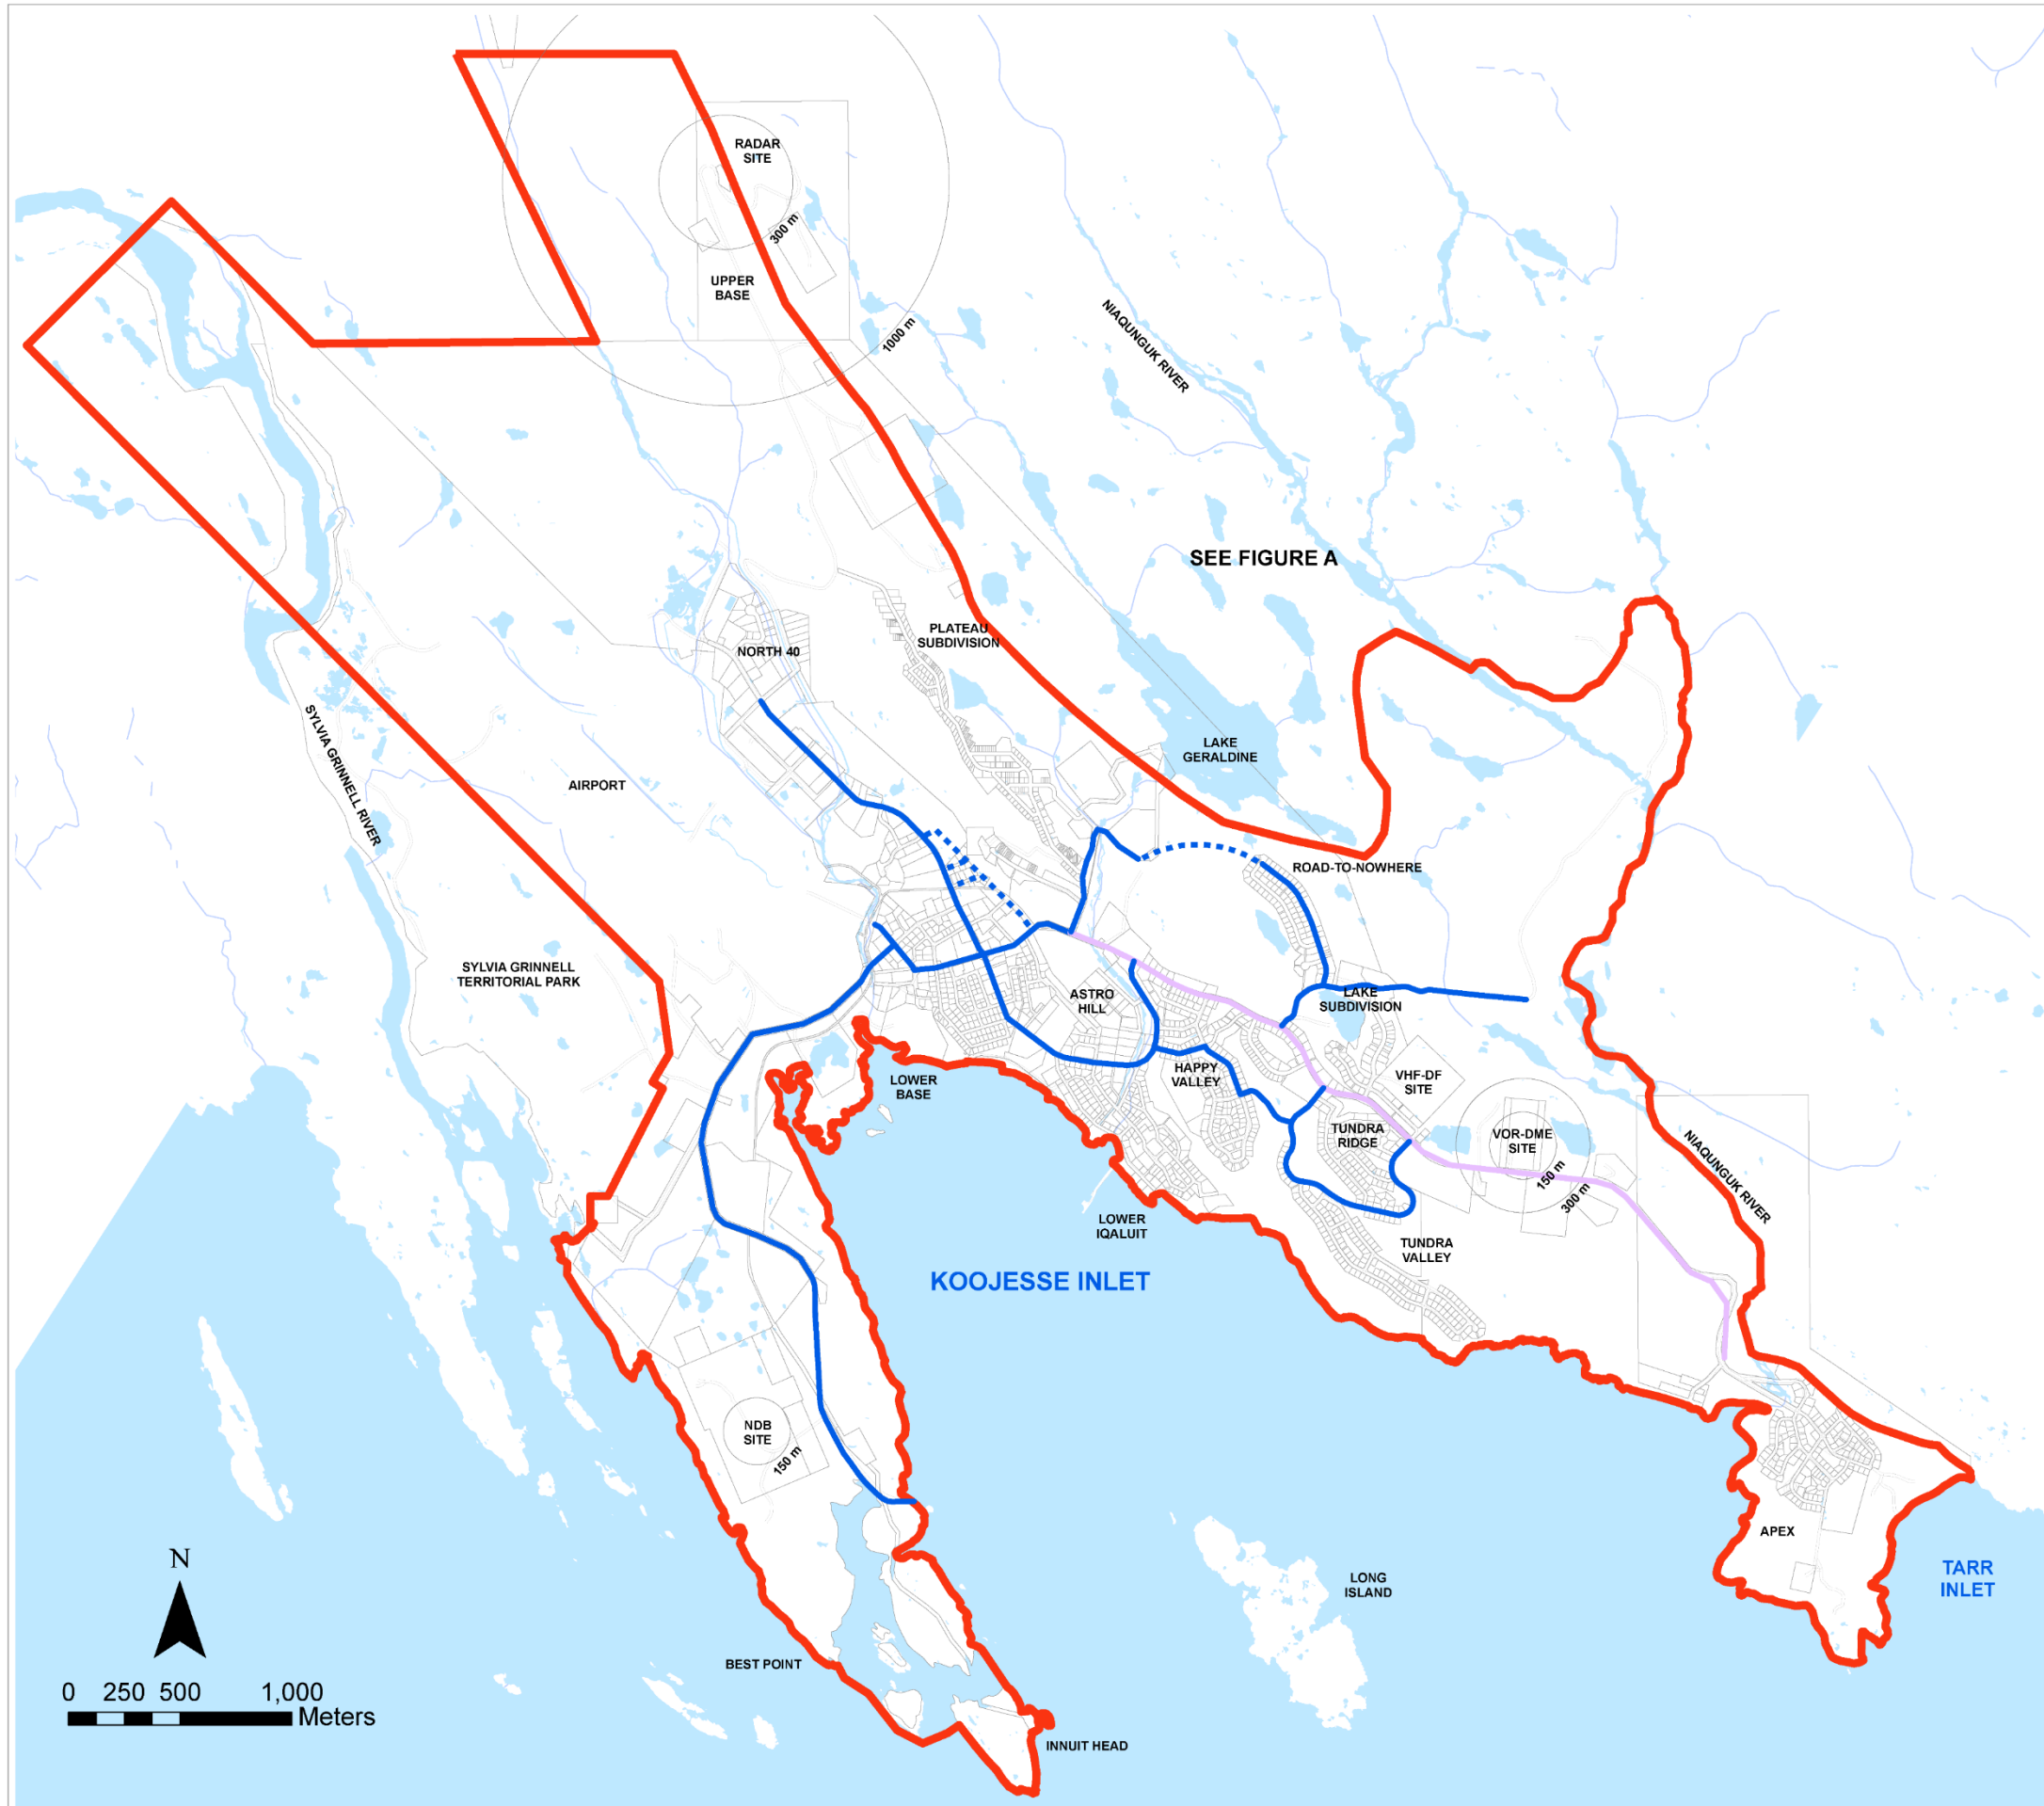 RADAR
SITE
300 m
UPPER
BASE
1000 m
NIAQUNGUK RIVER
SEE FIGURE A
PLATEAU
SUBDIVISION
NORTH 40
SYLVIA GRINNELL RIVER
LAKE
GERALDINE
AIRPORT
ROAD-TO-NOWHERE
SYLVIA GRINNELL
TERRITORIAL PARK
ASTRO
HILL
LAKE
SUBDIVISION
LOWER
BASE
HAPPY
VALLEY
VHF-DF
SITE
TUNDRA
RIDGE
VOR-DME
SITE
150 m
300 m
NIAQUNGUK RIVER
LOWER
IQALUIT
TUNDRA
VALLEY
KOOJESSE INLET
NDB
SITE
150 m
APEX
TARR
INLET
LONG
ISLAND
N
BEST POINT
INNUIT HEAD
0 250 500 1,000
Meters